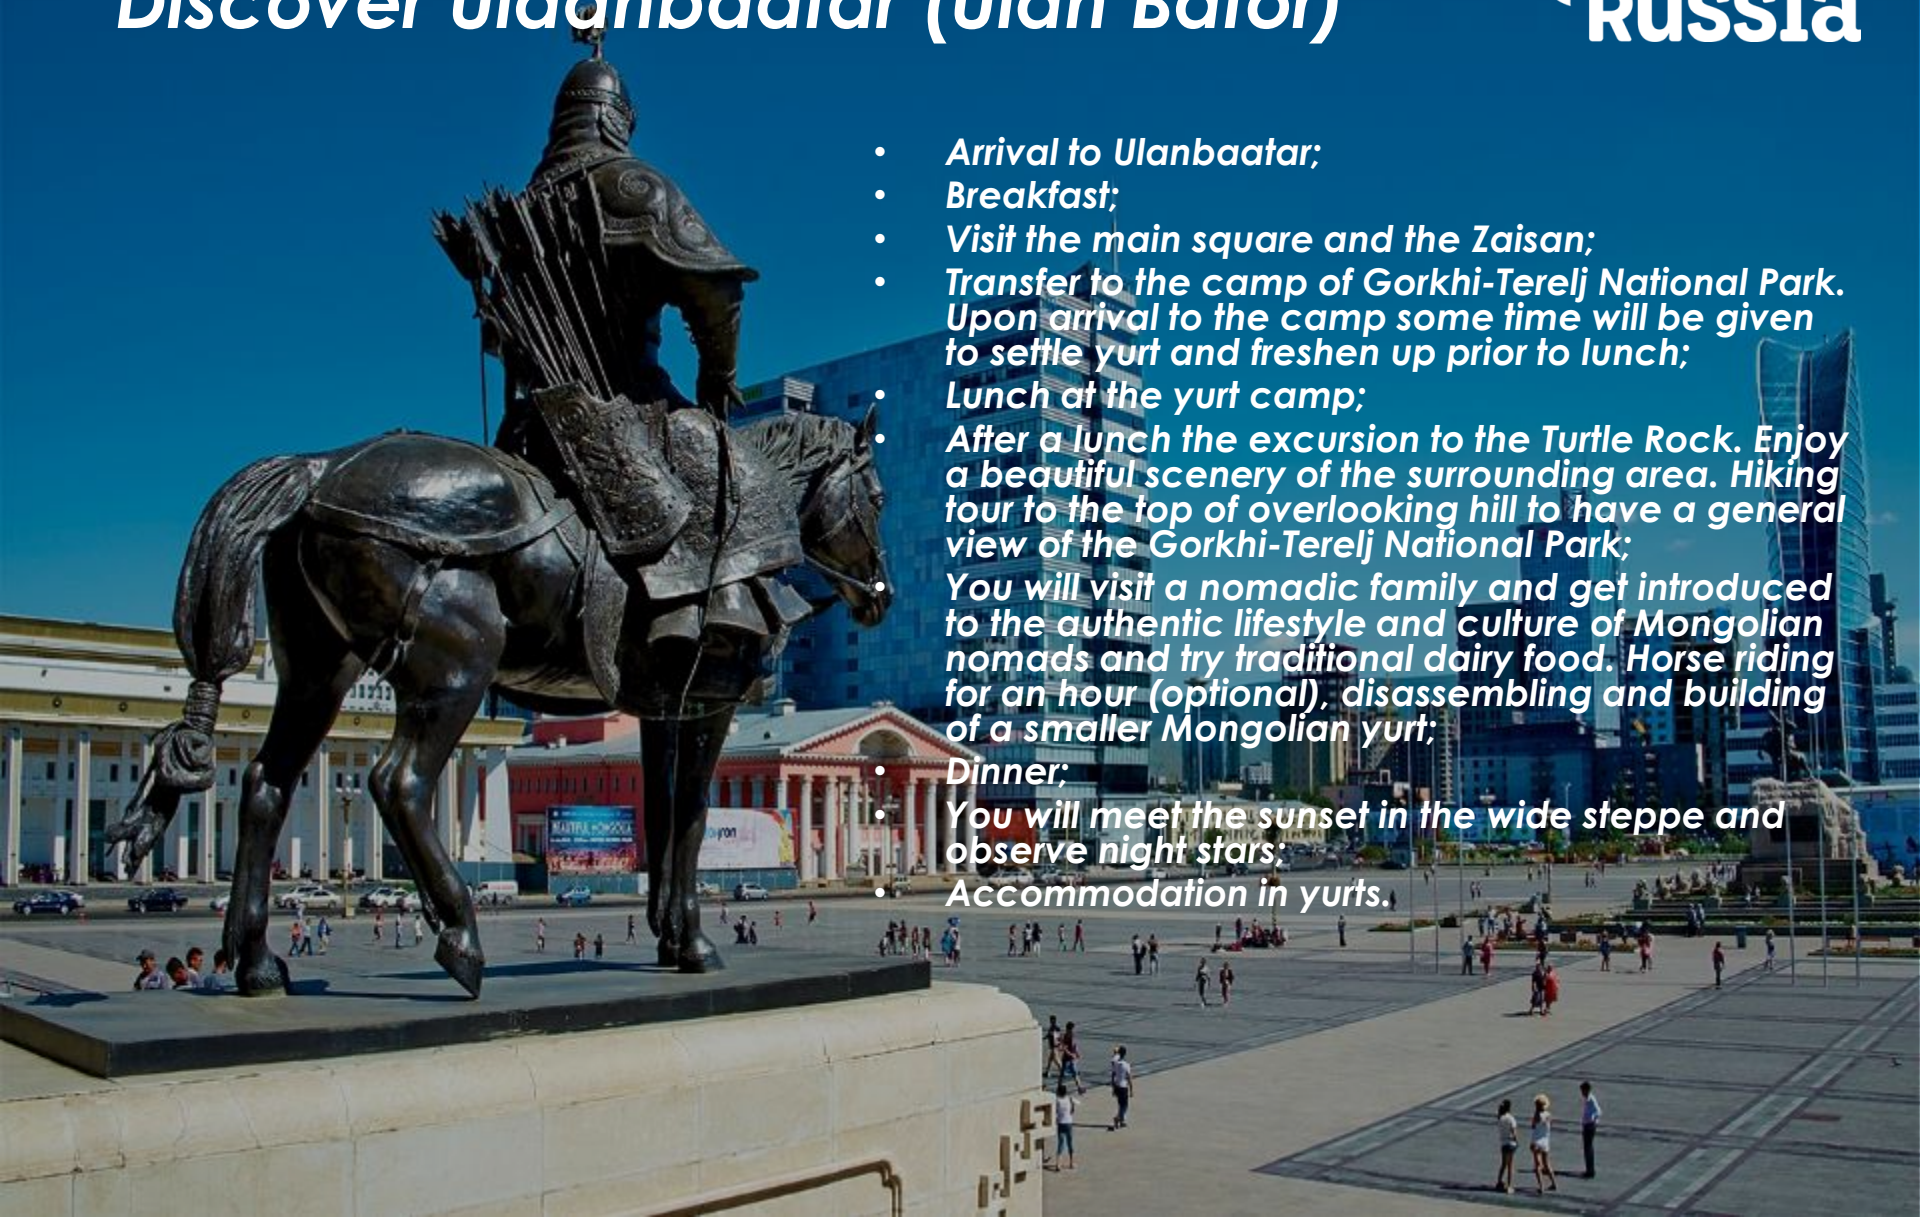 Discover Ulaanbaatar (Ulan Bator)
RUSSIA
• Arrival to Ulanbaatar;
• Breakfast;
• Visit the main square and the Zaisan;
• Transfer to the camp of Gorkhi-Terelj National Park.
Upon arrival to the camp some time will be given
to settle yurt and freshen up prior to lunch;
• Lunch at the yurt camp;
• After a lunch the excursion to the Turtle Rock. Enjoy
a beautiful scenery of the surrounding area. Hiking
tour to the top of overlooking hill to have a general
view of the Gorkhi-Terelj National Park;
• You will visit a nomadic family and get introduced
to the authentic lifestyle and culture of Mongolian
nomads and try traditional dairy food. Horse riding
for an hour (optional), disassembling and building
of a smaller Mongolian yurt;
• Dinner;
• You will meet the sunset in the wide steppe and
observe night stars;
• Accommodation in yurts.
BEAUTIFUL MONGOLIA